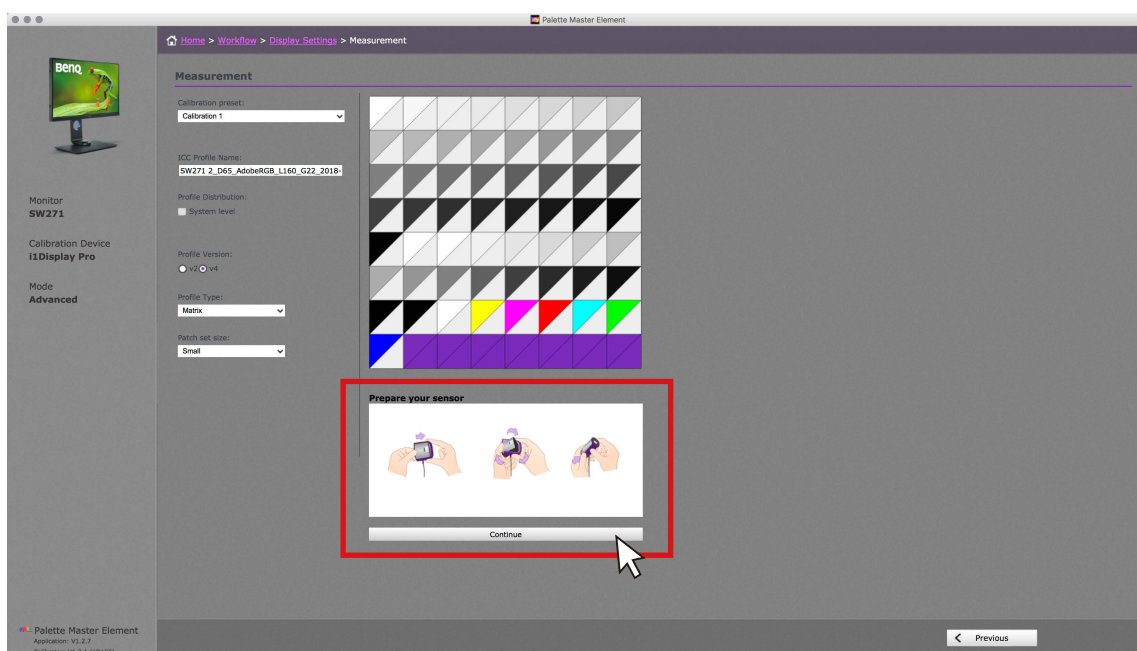 Palette Master Element
Home > Workflow > Display Settings > Measurement
BenQ
Measurement
Calibration preset:
Calibration 1
ICC Profile Name:
SW271 2_D65_AdobeRGB_L160_G22_2018-
Monitor
SW271
Profile Distribution:
System level
Calibration Device
i1Display Pro
Profile Version:
v2 v4
Mode
Advanced
Profile Type:
Matrix
Patch set size:
Small
Prepare your sensor
Continue
Palette Master Element
Application: V1.2.7
Previous